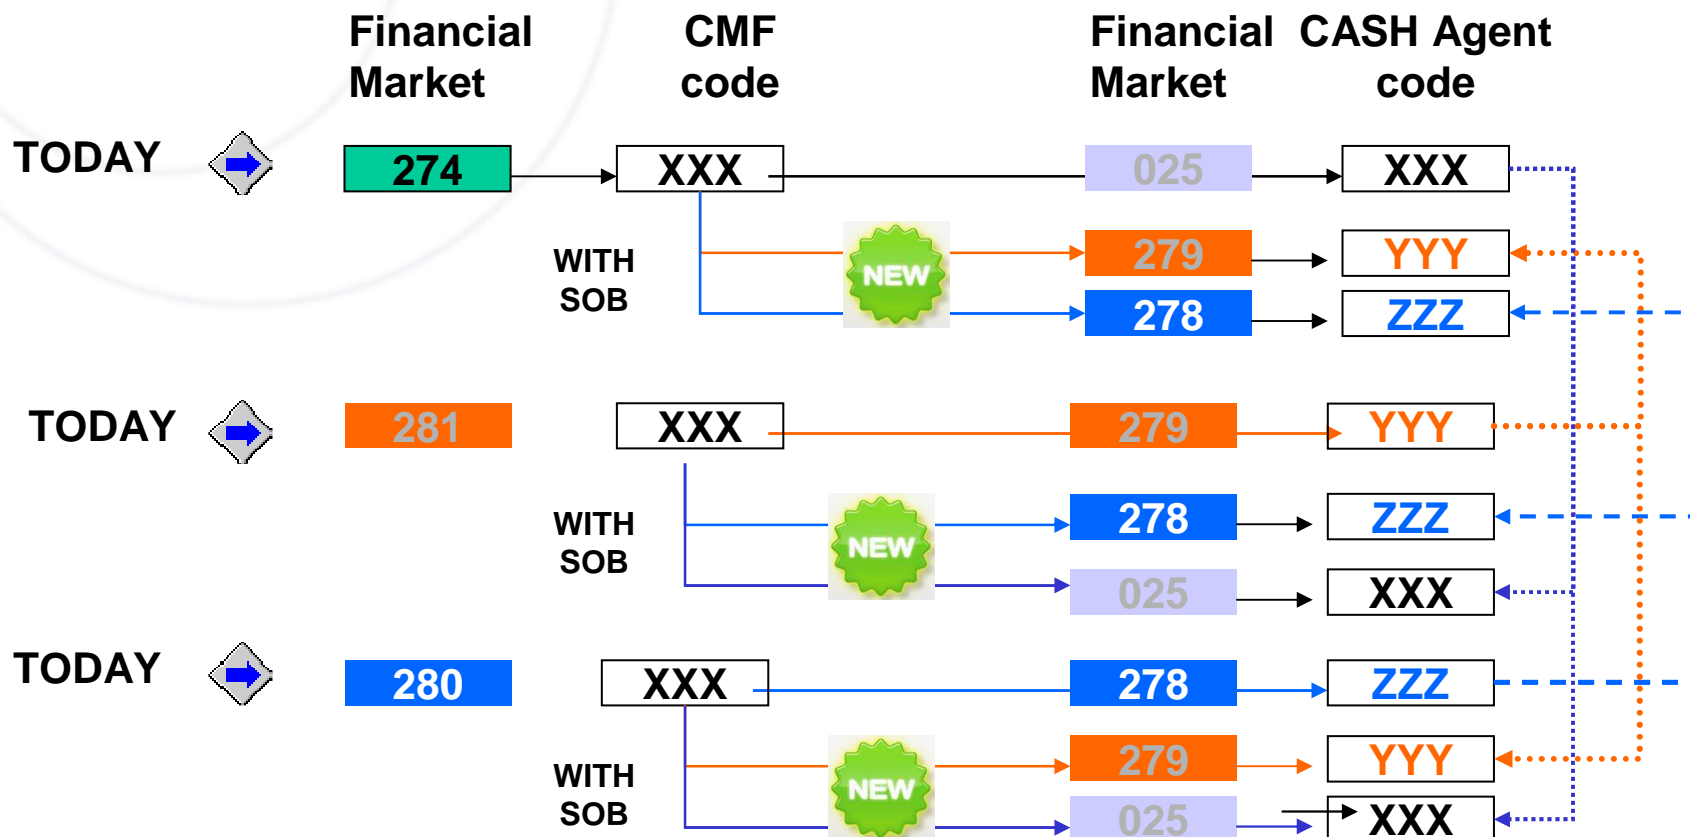 Financial Market
CMF code
Financial Market
CASH Agent code
TODAY
274
XXX
025
XXX
WITH SOB
NEW
279
YYY
278
ZZZ
TODAY
281
XXX
279
YYY
WITH SOB
NEW
278
ZZZ
025
XXX
TODAY
280
XXX
278
ZZZ
WITH SOB
NEW
279
YYY
025
XXX